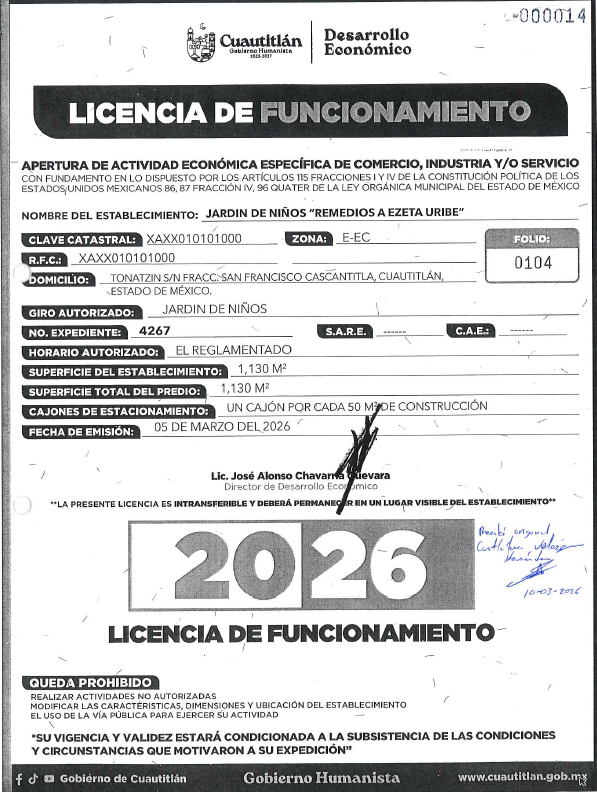 000014
Cuautitlán
Gobierno Humanista
2025-2027
Desarrollo
Económico
LICENCIA DE FUNCIONAMIENTO
APERTURA DE ACTIVIDAD ECONÓMICA ESPECÍFICA DE COMERCIO, INDUSTRIA Y/O SERVICIO
CON FUNDAMENTO EN LO DISPUESTO POR LOS ARTÍCULOS 115 FRACCIONES I Y IV DE LA CONSTITUCIÓN POLÍTICA DE LOS
ESTADOS UNIDOS MEXICANOS 86, 87 FRACCIÓN IV, 96 QUATER DE LA LEY ORGÁNICA MUNICIPAL DEL ESTADO DE MÉXICO
NOMBRE DEL ESTABLECIMIENTO: JARDIN DE NIÑOS "REMEDIOS A EZETA URIBE"
CLAVE CATASTRAL: XAXX010101000 ZONA: E-EC FOLIO:
R.F.C.: XAXX010101000 0104
DOMICILIO: TONATZIN S/N FRACC. SAN FRANCISCO CASCANTITLA, CUAUTITLÁN,
ESTADO DE MÉXICO.
GIRO AUTORIZADO: JARDIN DE NIÑOS
NO. EXPEDIENTE: 4267 S.A.R.E. ------ C.A.E.: ------
HORARIO AUTORIZADO: EL REGLAMENTADO
SUPERFICIE DEL ESTABLECIMIENTO: 1,130 M²
SUPERFICIE TOTAL DEL PREDIO: 1,130 M²
CAJONES DE ESTACIONAMIENTO: UN CAJÓN POR CADA 50 M² DE CONSTRUCCIÓN
FECHA DE EMISIÓN: 05 DE MARZO DEL 2026
Lic. José Alonso Chavarría Guevara
Director de Desarrollo Económico
**LA PRESENTE LICENCIA ES INTRANSFERIBLE Y DEBERÁ PERMANECER EN UN LUGAR VISIBLE DEL ESTABLECIMIENTO**
2026
Recibí original
10-03-2026
LICENCIA DE FUNCIONAMIENTO
QUEDA PROHIBIDO
REALIZAR ACTIVIDADES NO AUTORIZADAS
MODIFICAR LAS CARACTERÍSTICAS, DIMENSIONES Y UBICACIÓN DEL ESTABLECIMIENTO
EL USO DE LA VÍA PÚBLICA PARA EJERCER SU ACTIVIDAD
"SU VIGENCIA Y VALIDEZ ESTARÁ CONDICIONADA A LA SUBSISTENCIA DE LAS CONDICIONES
Y CIRCUNSTANCIAS QUE MOTIVARON A SU EXPEDICIÓN"
Gobierno de Cuautitlán Gobierno Humanista www.cuautitlan.gob.mx